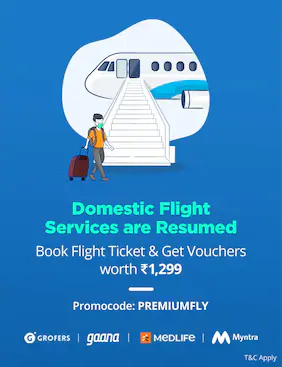 Domestic Flight
Services are Resumed
Book Flight Ticket & Get Vouchers
worth ₹1,299
Promocode: PREMIUMFLY
G GROFERS | gaana | MEDLIFE | Myntra
T&C Apply